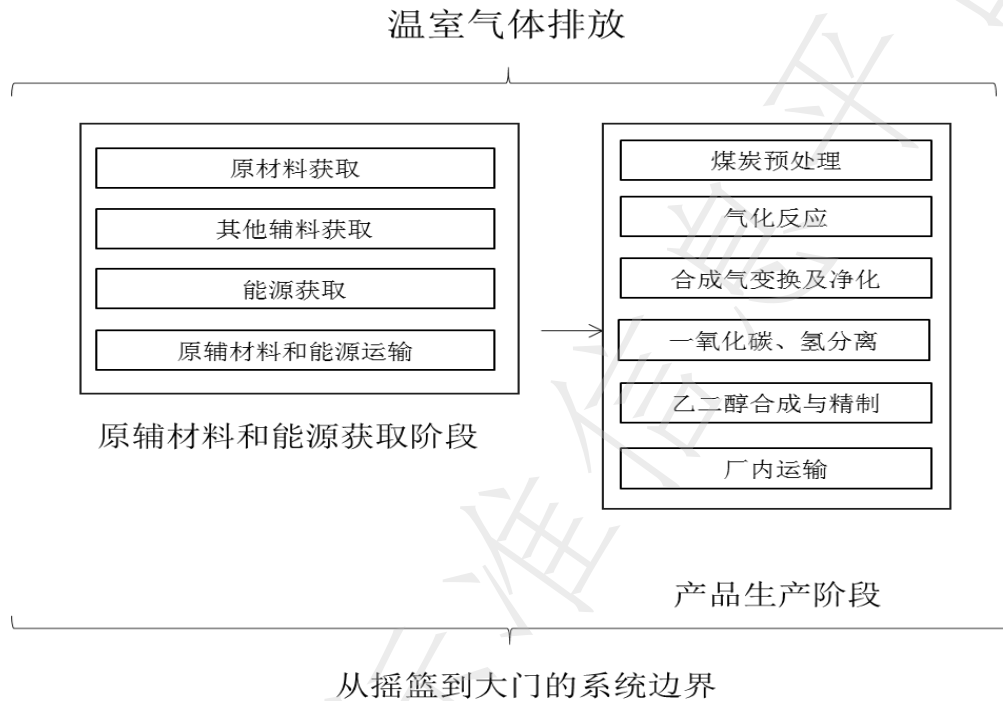 温室气体排放
原材料获取
其他辅料获取
能源获取
原辅材料和能源运输
原辅材料和能源获取阶段
煤炭预处理
气化反应
合成气变换及净化
一氧化碳、氢分离
乙二醇合成与精制
厂内运输
产品生产阶段
从摇篮到大门的系统边界
准信息平